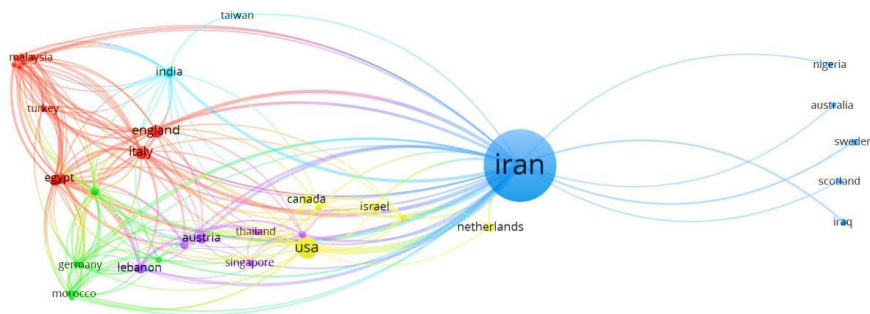 taiwan
malaysia
india
nigeria
turkey
australia
england
italy
sweden
iran
egypt
scotland
canada
israel
iraq
netherlands
austria
thailand
usa
germany
lebanon
singapore
morocco